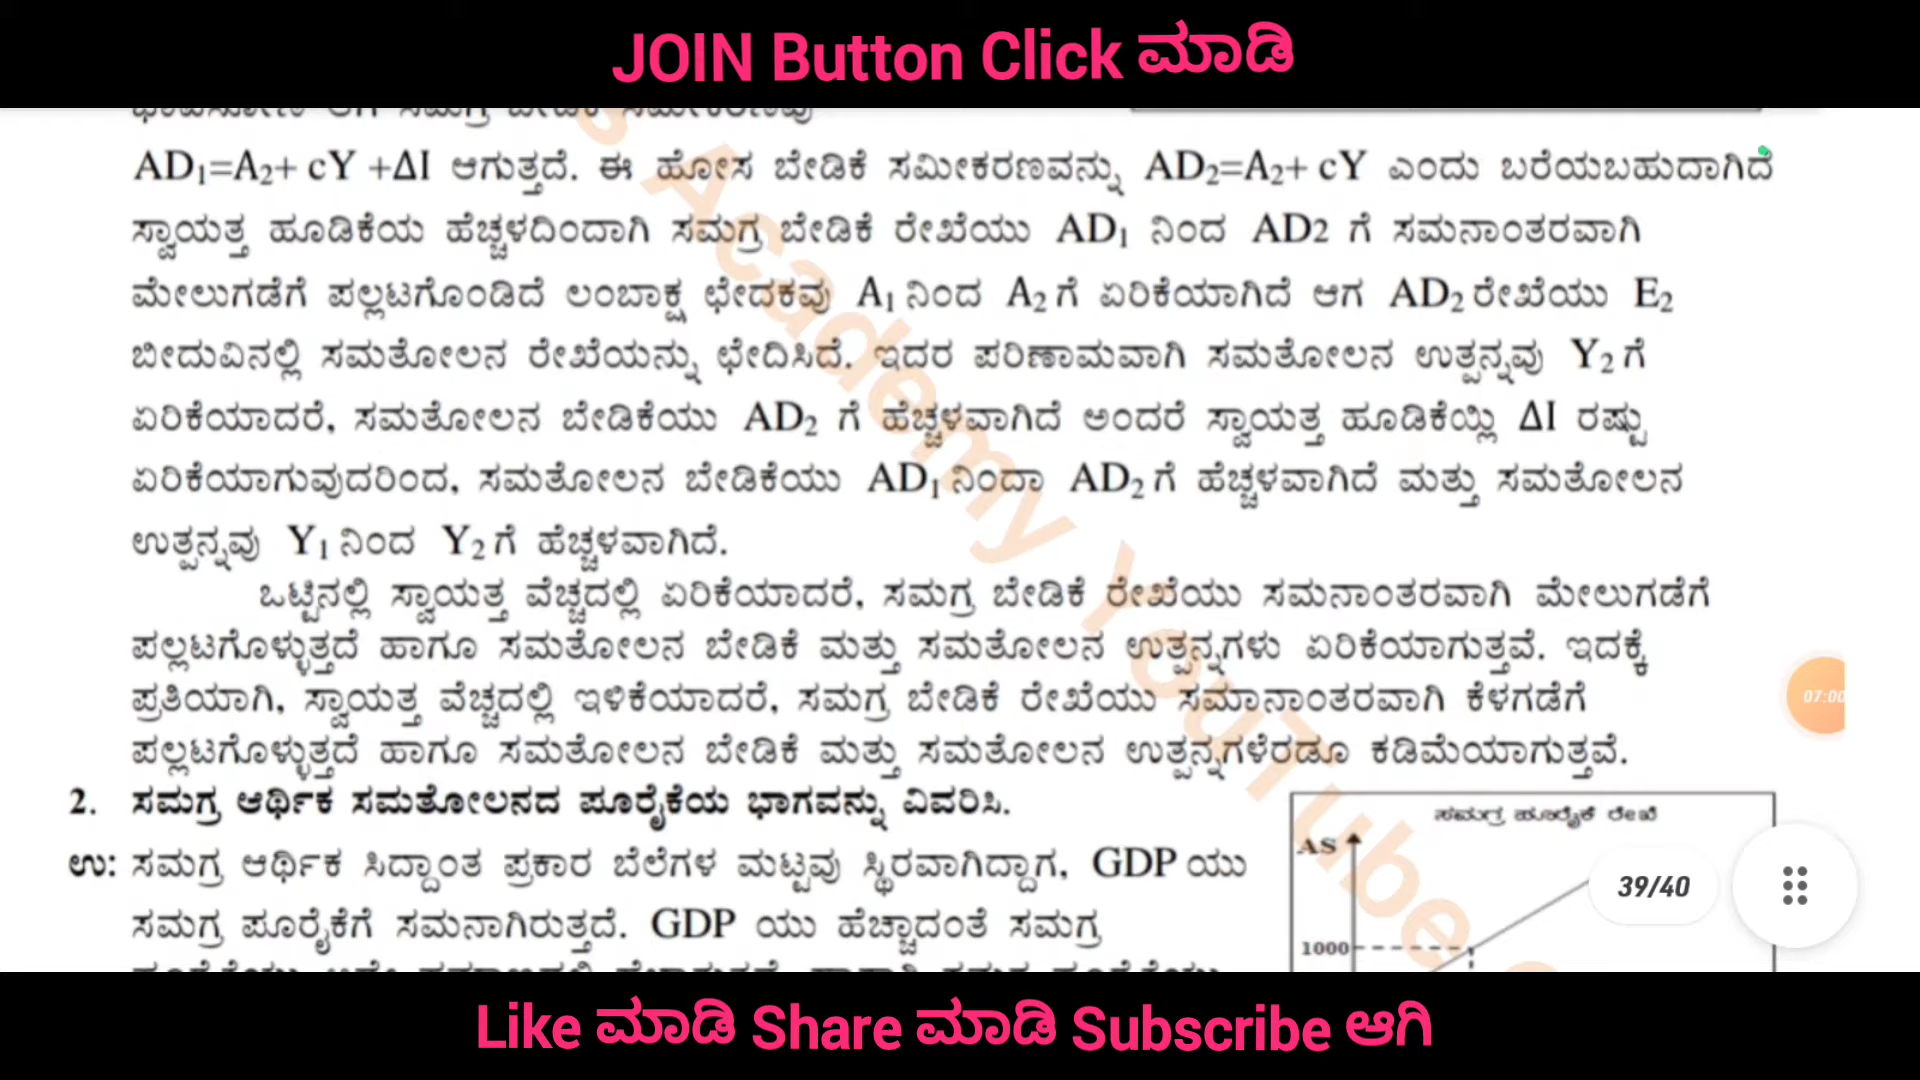 JOIN Button Click ಮಾಡಿ
AD₁=A₂+ cY +ΔI ಆಗುತ್ತದೆ. ಈ ಹೋಸ ಬೇಡಿಕೆ ಸಮೀಕರಣವನ್ನು AD₂=A₂+ cY ಎಂದು ಬರೆಯಬಹುದಾಗಿದೆ
ಸ್ವಾಯತ್ತ ಹೂಡಿಕೆಯ ಹೆಚ್ಚಳದಿಂದಾಗಿ ಸಮಗ್ರ ಬೇಡಿಕೆ ರೇಖೆಯು AD₁ ನಿಂದ AD2 ಗೆ ಸಮನಾಂತರವಾಗಿ
ಮೇಲುಗಡೆಗೆ ಪಲ್ಲಟಗೊಂಡಿದೆ ಲಂಬಾಕ್ಷ ಛೇದಕವು A₁ ನಿಂದ A₂ ಗೆ ಏರಿಕೆಯಾಗಿದೆ ಆಗ AD₂ ರೇಖೆಯು E₂
ಬೀದುವಿನಲ್ಲಿ ಸಮತೋಲನ ರೇಖೆಯನ್ನು ಛೇದಿಸಿದೆ. ಇದರ ಪರಿಣಾಮವಾಗಿ ಸಮತೋಲನ ಉತ್ಪನ್ನವು Y₂ ಗೆ
ಏರಿಕೆಯಾದರೆ, ಸಮತೋಲನ ಬೇಡಿಕೆಯು AD₂ ಗೆ ಹೆಚ್ಚಳವಾಗಿದೆ ಅಂದರೆ ಸ್ವಾಯತ್ತ ಹೂಡಿಕೆಯ್ಲಿ ΔI ರಷ್ಟು
ಏರಿಕೆಯಾಗುವುದರಿಂದ, ಸಮತೋಲನ ಬೇಡಿಕೆಯು AD₁ ನಿಂದಾ AD₂ ಗೆ ಹೆಚ್ಚಳವಾಗಿದೆ ಮತ್ತು ಸಮತೋಲನ
ಉತ್ಪನ್ನವು Y₁ ನಿಂದ Y₂ ಗೆ ಹೆಚ್ಚಳವಾಗಿದೆ.
ಒಟ್ಟಿನಲ್ಲಿ ಸ್ವಾಯತ್ತ ವೆಚ್ಚದಲ್ಲಿ ಏರಿಕೆಯಾದರೆ, ಸಮಗ್ರ ಬೇಡಿಕೆ ರೇಖೆಯು ಸಮನಾಂತರವಾಗಿ ಮೇಲುಗಡೆಗೆ
ಪಲ್ಲಟಗೊಳ್ಳುತ್ತದೆ ಹಾಗೂ ಸಮತೋಲನ ಬೇಡಿಕೆ ಮತ್ತು ಸಮತೋಲನ ಉತ್ಪನ್ನಗಳು ಏರಿಕೆಯಾಗುತ್ತವೆ. ಇದಕ್ಕೆ
ಪ್ರತಿಯಾಗಿ, ಸ್ವಾಯತ್ತ ವೆಚ್ಚದಲ್ಲಿ ಇಳಿಕೆಯಾದರೆ, ಸಮಗ್ರ ಬೇಡಿಕೆ ರೇಖೆಯು ಸಮಾನಾಂತರವಾಗಿ ಕೆಳಗಡೆಗೆ
ಪಲ್ಲಟಗೊಳ್ಳುತ್ತದೆ ಹಾಗೂ ಸಮತೋಲನ ಬೇಡಿಕೆ ಮತ್ತು ಸಮತೋಲನ ಉತ್ಪನ್ನಗಳೆರಡೂ ಕಡಿಮೆಯಾಗುತ್ತವೆ.
07:00
2. ಸಮಗ್ರ ಆರ್ಥಿಕ ಸಮತೋಲನದ ಪೂರೈಕೆಯ ಭಾಗವನ್ನು ವಿವರಿಸಿ.
ಉ: ಸಮಗ್ರ ಆರ್ಥಿಕ ಸಿದ್ದಾಂತ ಪ್ರಕಾರ ಬೆಲೆಗಳ ಮಟ್ಟವು ಸ್ಥಿರವಾಗಿದ್ದಾಗ, GDP ಯು
ಸಮಗ್ರ ಪೂರೈಕೆಗೆ ಸಮನಾಗಿರುತ್ತದೆ. GDP ಯು ಹೆಚ್ಚಾದಂತೆ ಸಮಗ್ರ
ಸಮಗ್ರ ಪೂರೈಕೆ ರೇಖೆ
AS
1000
39/40
s Academy YouTube
Like ಮಾಡಿ Share ಮಾಡಿ Subscribe ಆಗಿ